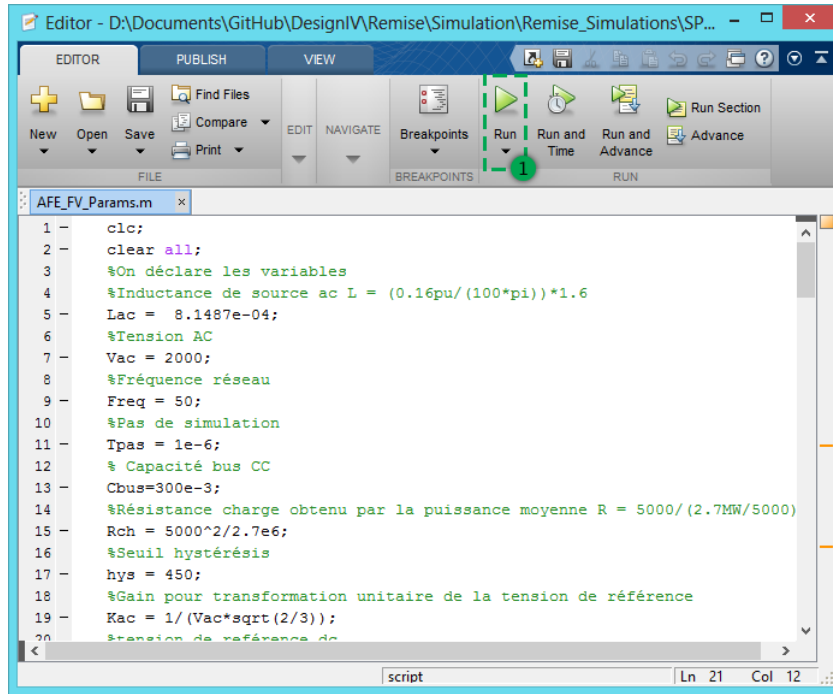 Editor - D:\Documents\GitHub\DesignIV\Remise\Simulation\Remise_Simulations\SP...
EDITOR PUBLISH VIEW
New Open Save Find Files Compare Print
EDIT NAVIGATE Breakpoints Run Run and Time Run and Advance Run Section Advance
1
FILE BREAKPOINTS RUN
AFE_FV_Params.m ×
1 - clc;
2 - clear all;
3 %On déclare les variables
4 %Inductance de source ac L = (0.16pu/(100*pi))*1.6
5 - Lac = 8.1487e-04;
6 %Tension AC
7 - Vac = 2000;
8 %Fréquence réseau
9 - Freq = 50;
10 %Pas de simulation
11 - Tpas = 1e-6;
12 % Capacité bus CC
13 - Cbus=300e-3;
14 %Résistance charge obtenu par la puissance moyenne R = 5000/(2.7MW/5000)
15 - Rch = 5000^2/2.7e6;
16 %Seuil hystérésis
17 - hys = 450;
18 %Gain pour transformation unitaire de la tension de référence
19 - Kac = 1/(Vac*sqrt(2/3));
20 %tension de reférence dc
script Ln 21 Col 12